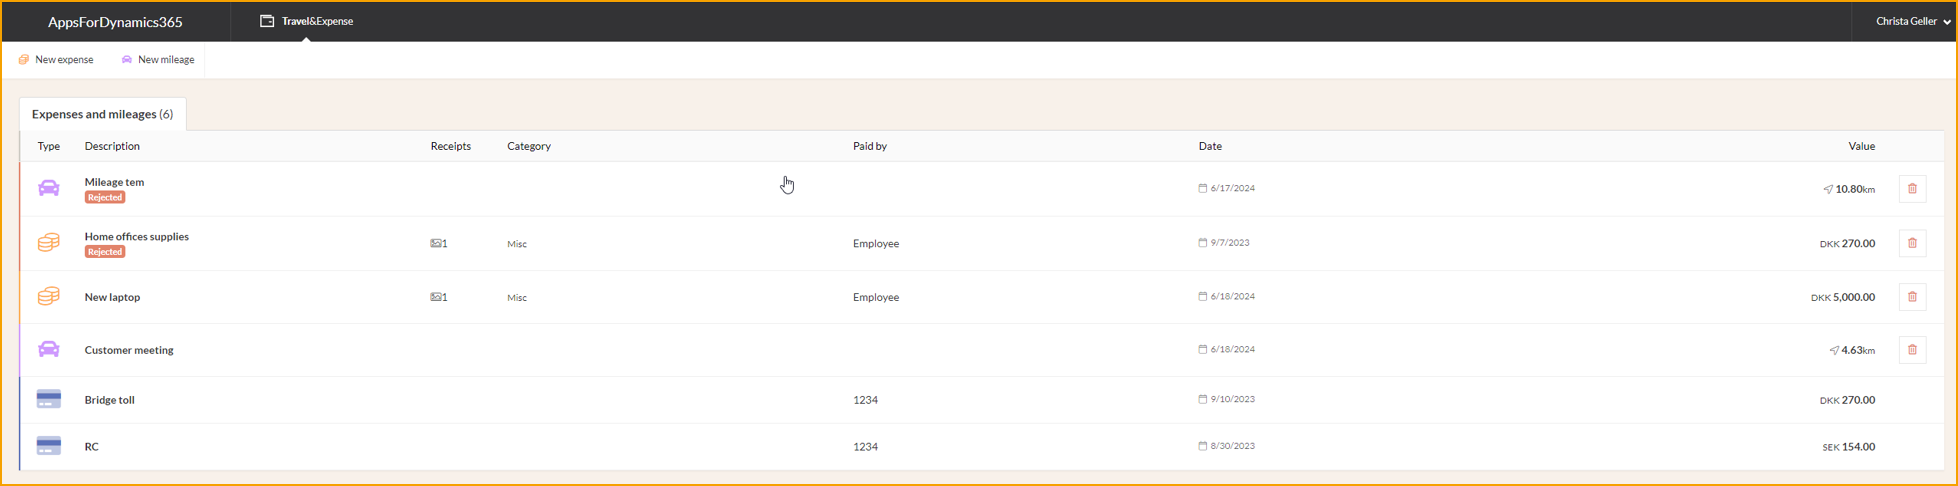 AppsForDynamics365 Travel&Expense Christa Geller
New expense New mileage
Expenses and mileages (6)
Type Description Receipts Category Paid by Date Value
Mileage tem 6/17/2024 10.80km
Rejected
Home offices supplies 1 Misc Employee 9/7/2023 DKK 270.00
Rejected
New laptop 1 Misc Employee 6/18/2024 DKK 5,000.00
Customer meeting 6/18/2024 4.63km
Bridge toll 1234 9/10/2023 DKK 270.00
RC 1234 8/30/2023 SEK 154.00